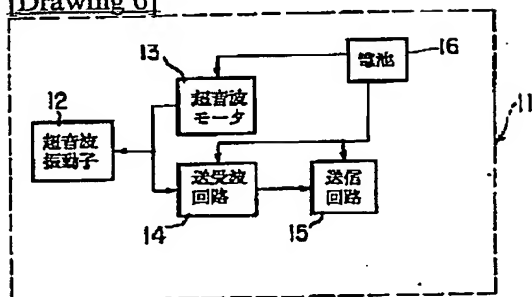 [Drawing 6]
13
16
電池
超音波
モータ
11
12
超音波
振動子
送受波
回路
送信
回路
14
15